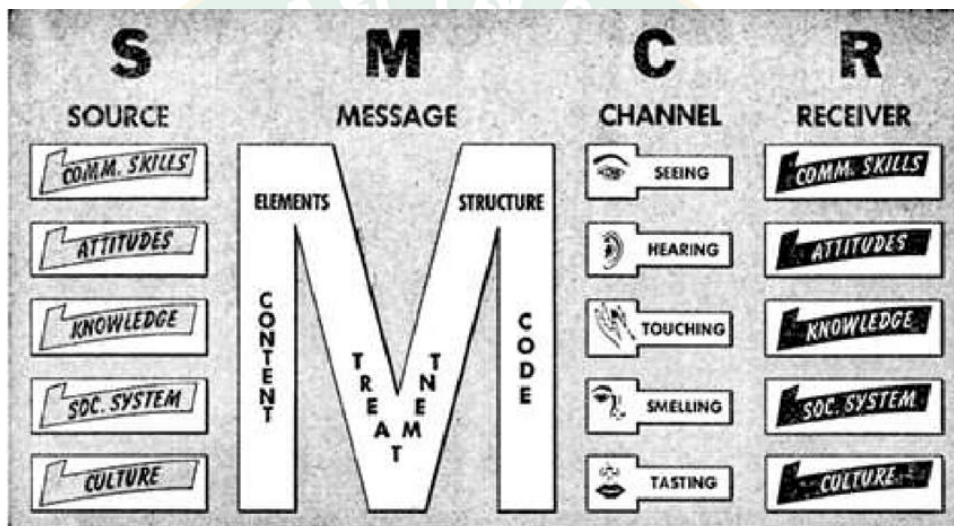 S
SOURCE
COMM. SKILLS
ATTITUDES
KNOWLEDGE
SOC. SYSTEM
CULTURE
M
MESSAGE
ELEMENTS
STRUCTURE
CONTENT
TREATMENT
CODE
C
CHANNEL
SEEING
HEARING
TOUCHING
SMELLING
TASTING
R
RECEIVER
COMM. SKILLS
ATTITUDES
KNOWLEDGE
SOC. SYSTEM
CULTURE